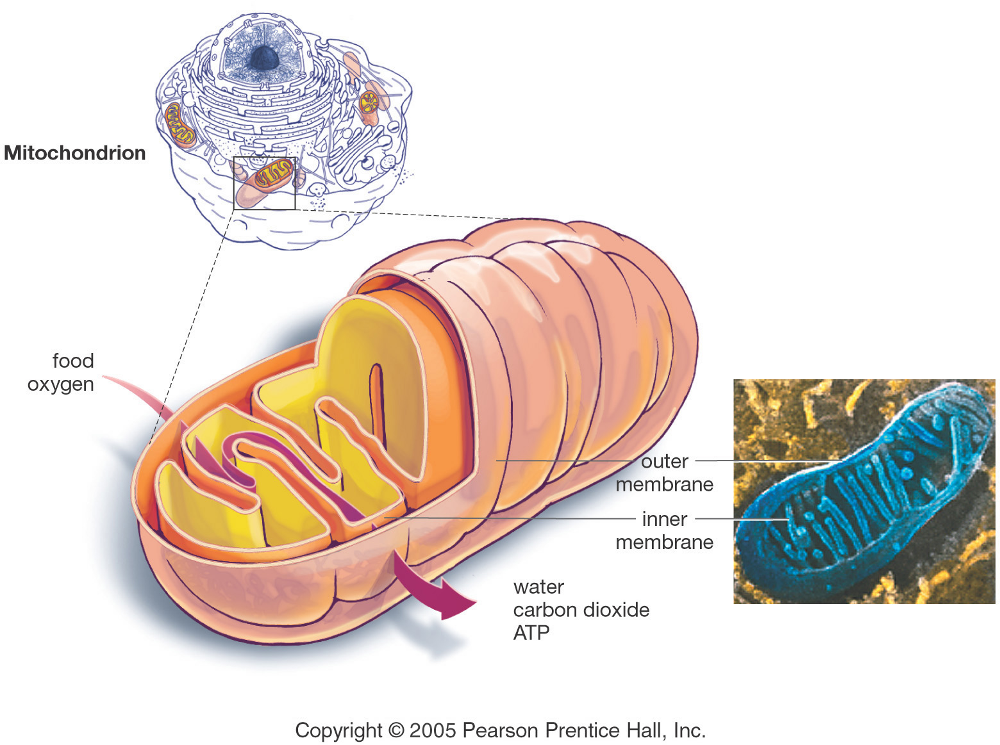 Mitochondrion
food
oxygen
outer
membrane
inner
membrane
water
carbon dioxide
ATP
Copyright © 2005 Pearson Prentice Hall, Inc.